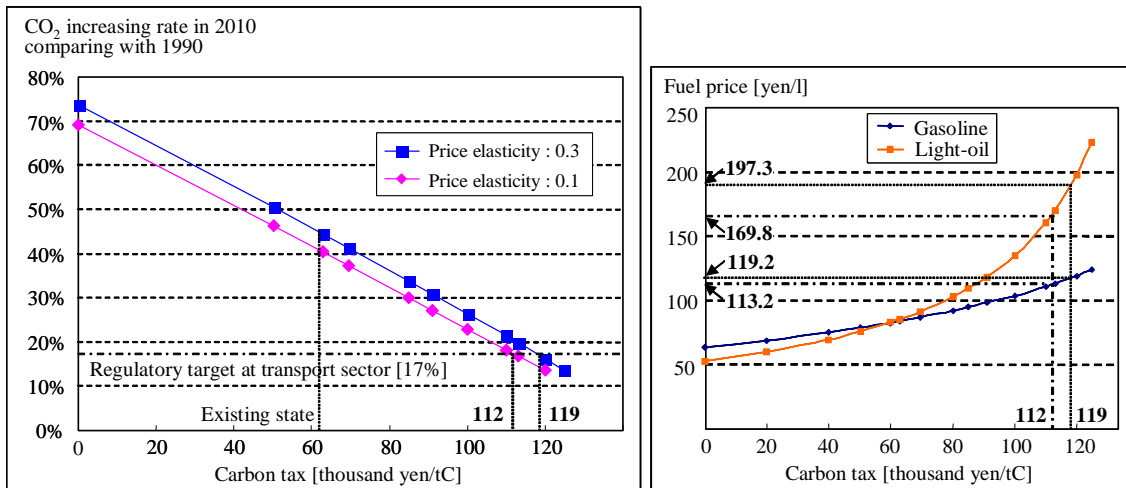 CO₂ increasing rate in 2010
comparing with 1990
80%
70%
60%
50%
40%
30%
20%
10%
0%
Price elasticity : 0.3
Price elasticity : 0.1
Regulatory target at transport sector [17%]
Existing state
112
119
0 20 40 60 80 100 120
Carbon tax [thousand yen/tC]
Fuel price [yen/l]
250
200
150
100
50
Gasoline
Light-oil
197.3
169.8
119.2
113.2
112
119
0 20 40 60 80 100 120
Carbon tax [thousand yen/tC]